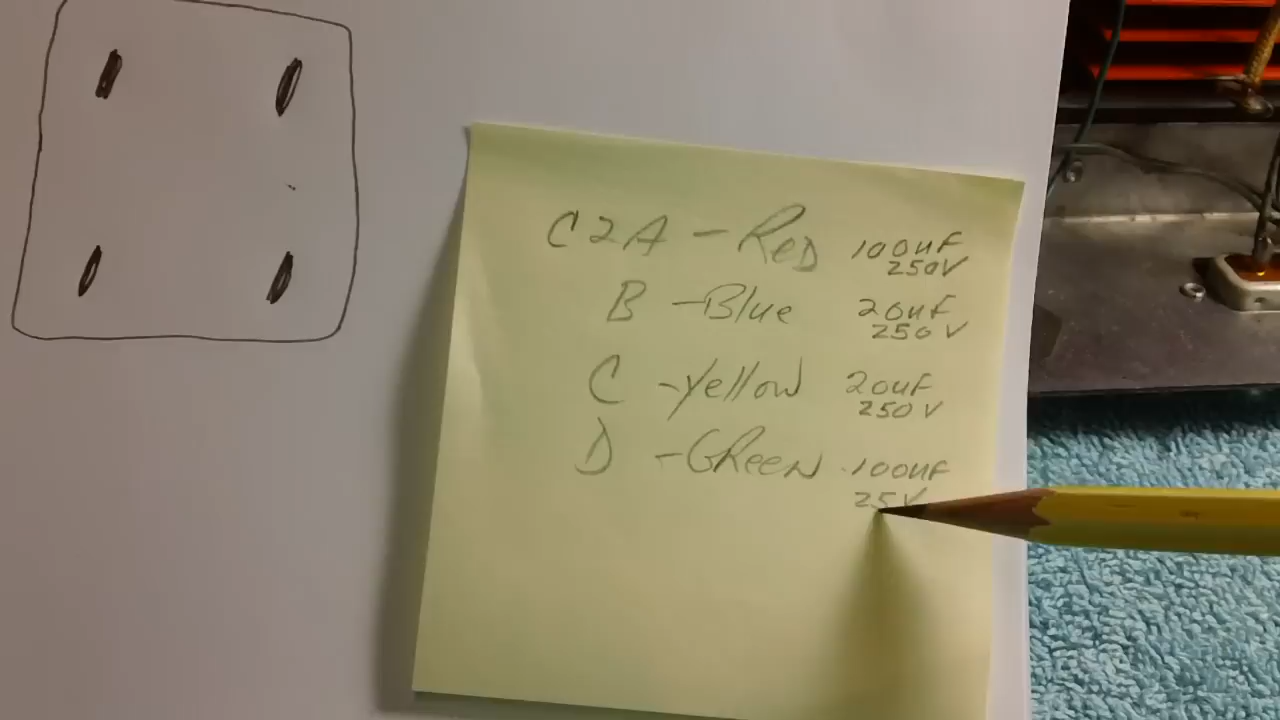 C2A - Red 100uF
250V
B - Blue 20uF
250V
C - Yellow 20uF
250V
D - Green 100uF
25V